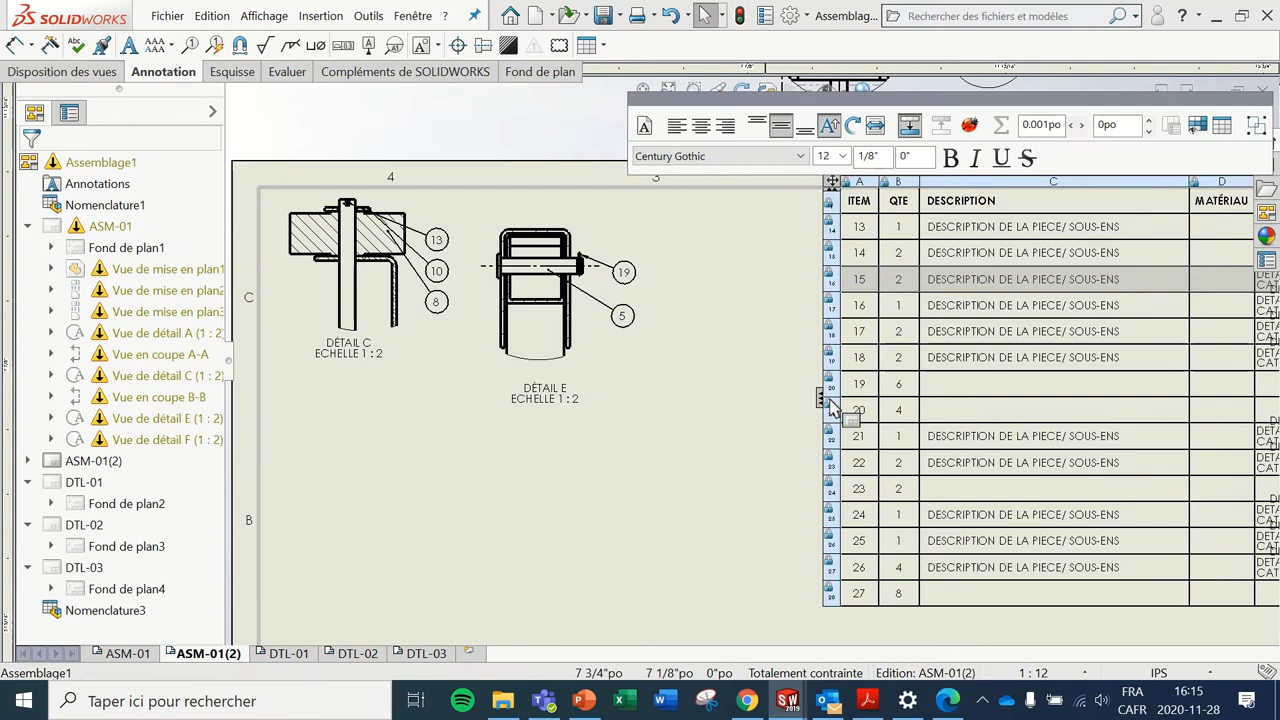 SOLIDWORKS
Fichier Edition Affichage Insertion Outils Fenêtre ?
Assemblag...
Rechercher des fichiers et modèles
?
Disposition des vues Annotation Esquisse Evaluer Compléments de SOLIDWORKS Fond de plan
Century Gothic 12 1/8" 0" B I U S
0.001po 0po
Assemblage1
Annotations
Nomenclature1
ASM-01
Fond de plan1
Vue de mise en plan1
Vue de mise en plan2
Vue de mise en plan3
Vue de détail A (1 : 2)
Vue en coupe A-A
Vue de détail C (1 : 2)
Vue en coupe B-B
Vue de détail E (1 : 2)
Vue de détail F (1 : 2)
ASM-01(2)
DTL-01
Fond de plan2
DTL-02
Fond de plan3
DTL-03
Fond de plan4
Nomenclature3
4 3
C
B
13
10
8
DÉTAIL C
ECHELLE 1 : 2
19
5
DÉTAIL E
ECHELLE 1 : 2
A B C D
ITEM QTE DESCRIPTION MATÉRIAU
13 1 DESCRIPTION DE LA PIECE/ SOUS-ENS
14 2 DESCRIPTION DE LA PIECE/ SOUS-ENS
15 2 DESCRIPTION DE LA PIECE/ SOUS-ENS
16 1 DESCRIPTION DE LA PIECE/ SOUS-ENS
17 2 DESCRIPTION DE LA PIECE/ SOUS-ENS
18 2 DESCRIPTION DE LA PIECE/ SOUS-ENS
19 6
20 4
21 1 DESCRIPTION DE LA PIECE/ SOUS-ENS
22 2 DESCRIPTION DE LA PIECE/ SOUS-ENS
23 2
24 1 DESCRIPTION DE LA PIECE/ SOUS-ENS
25 1 DESCRIPTION DE LA PIECE/ SOUS-ENS
26 4 DESCRIPTION DE LA PIECE/ SOUS-ENS
27 8
ASM-01 ASM-01(2) DTL-01 DTL-02 DTL-03
Assemblage1 7 3/4"po 7 1/8"po 0"po Totalement contrainte Edition: ASM-01(2) 1 : 12 IPS
Taper ici pour rechercher
FRA
CAFR
16:15
2020-11-28